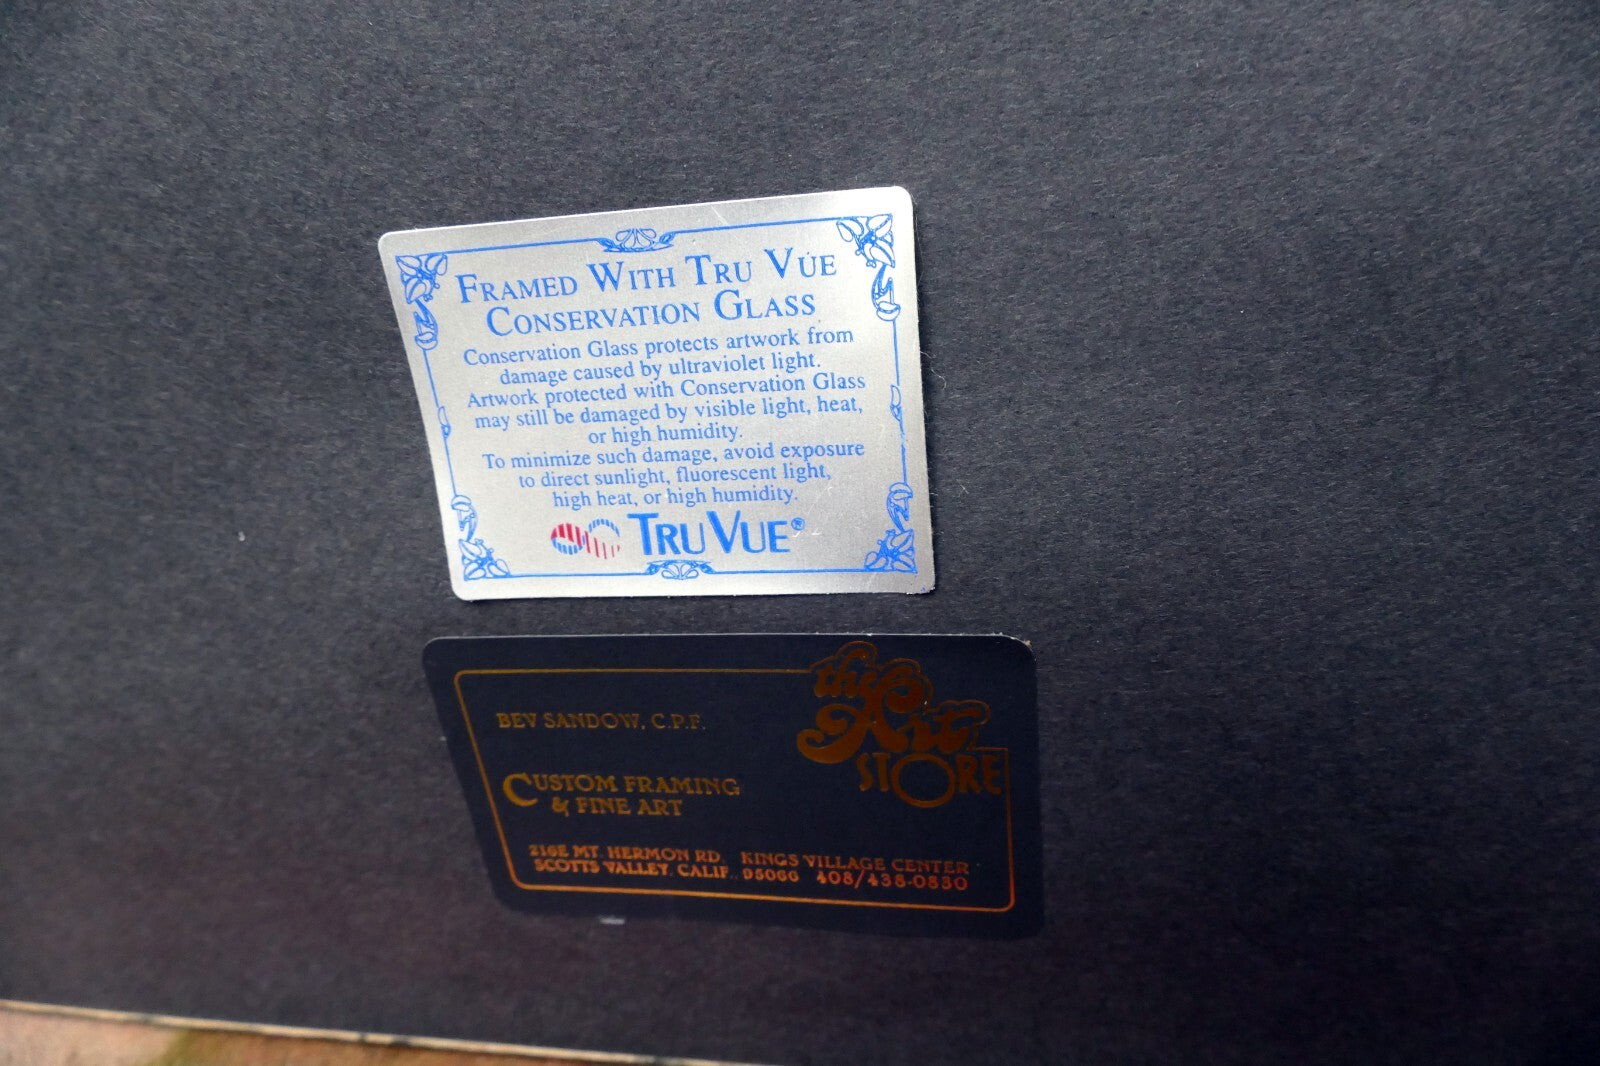 FRAMED WITH TRU VUE
CONSERVATION GLASS
Conservation Glass protects artwork from
damage caused by ultraviolet light.
Artwork protected with Conservation Glass
may still be damaged by visible light, heat,
or high humidity.
To minimize such damage, avoid exposure
to direct sunlight, fluorescent light,
high heat, or high humidity.
TRU VUE®
the Art
STORE
BEV SANDOW, C.P.F.
CUSTOM FRAMING
& FINE ART
216E MT. HERMON RD. KINGS VILLAGE CENTER
SCOTTS VALLEY, CALIF. 95066 408/438-0830